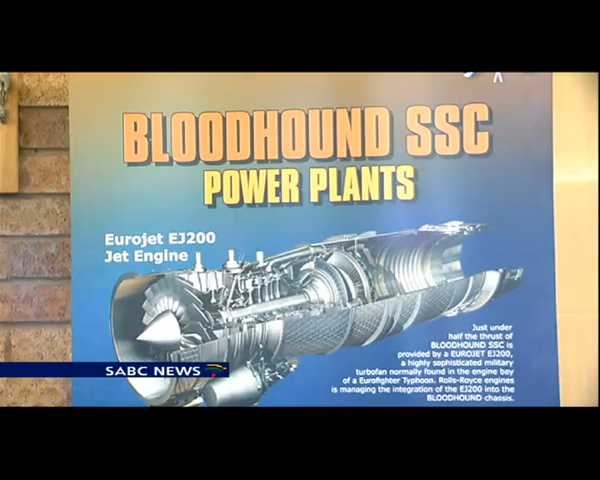 BLOODHOUND SSC
POWER PLANTS
Eurojet EJ200
Jet Engine
Just under
half the thrust of
BLOODHOUND SSC is
provided by a EUROJET EJ200,
a highly sophisticated military
turbofan normally found in the engine bay
of a Eurofighter Typhoon. Rolls-Royce engines
is managing the integration of the EJ200 into the
BLOODHOUND chassis.
SABC NEWS